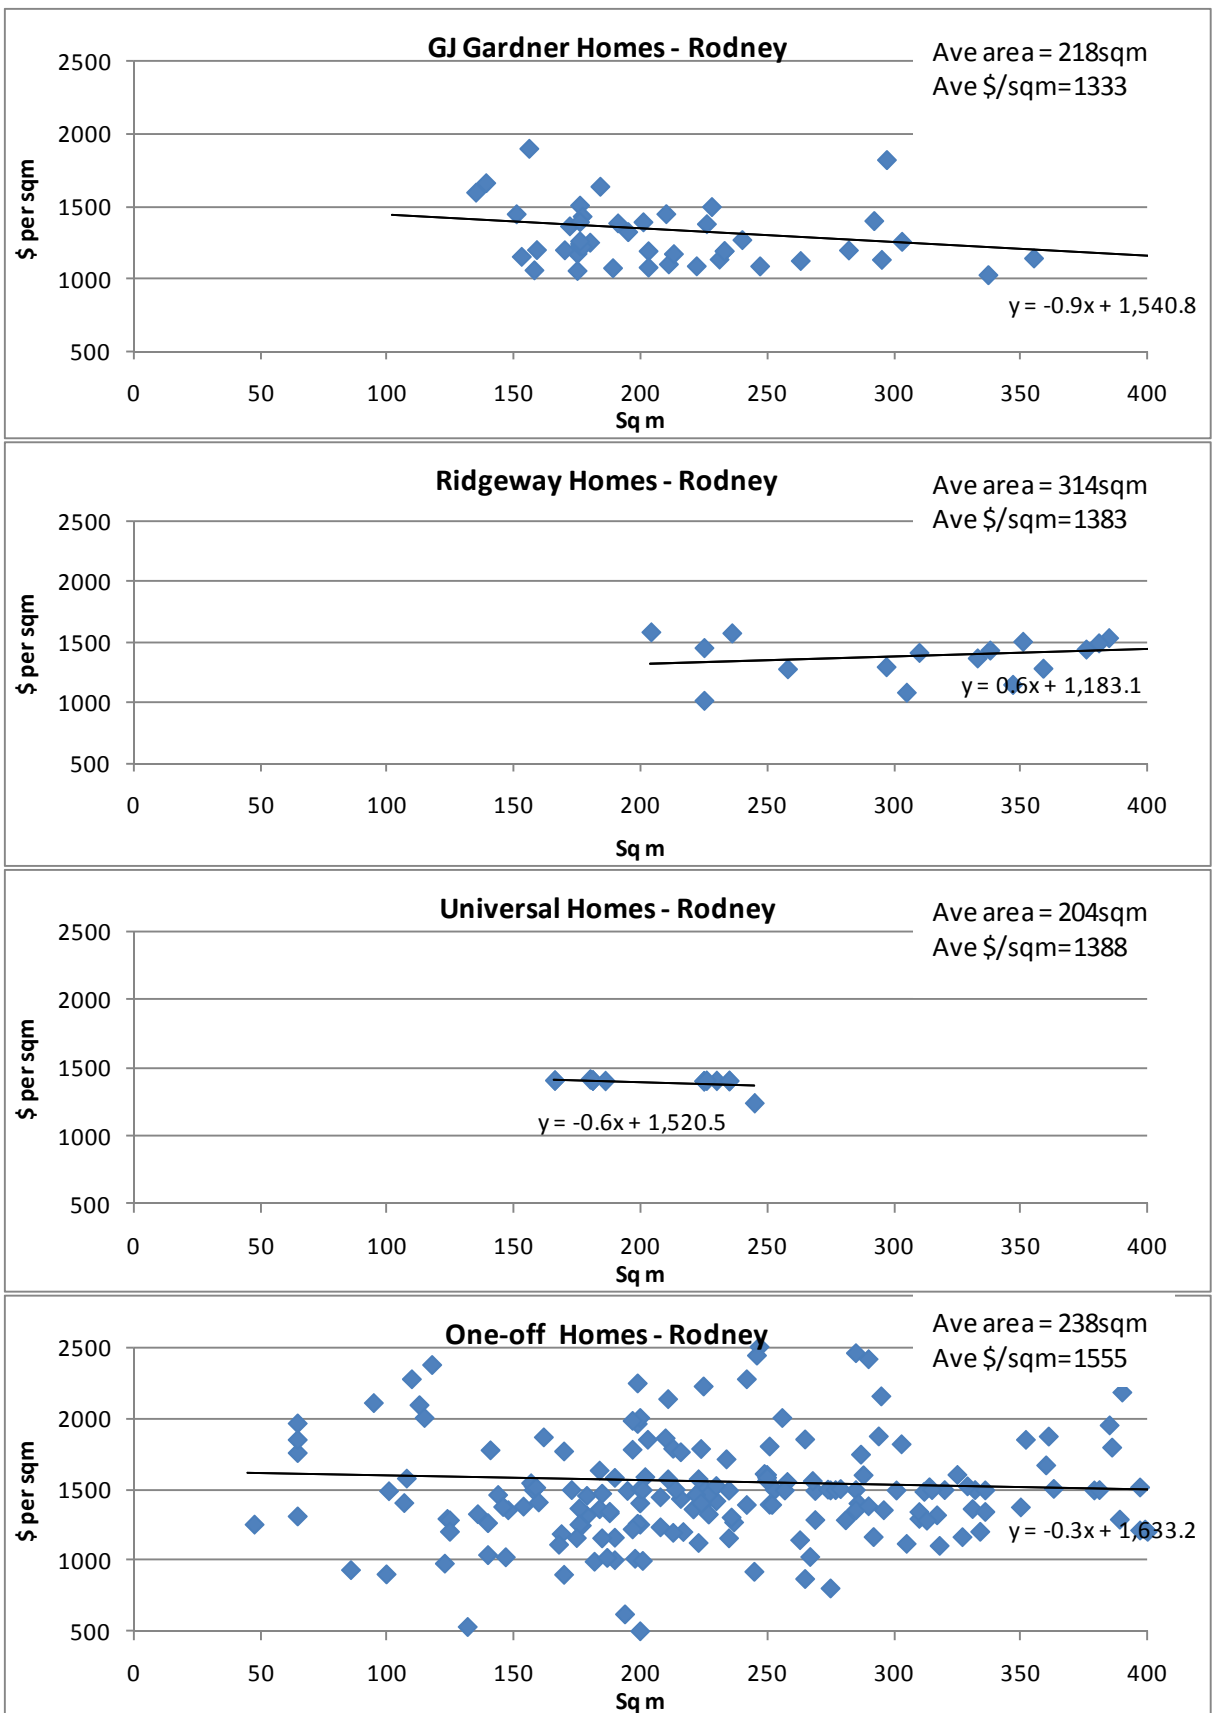 GJ Gardner Homes - Rodney
Ave area = 218sqm
Ave $/sqm=1333
2500
2000
1500
1000
500
$ per sqm
0 50 100 150 200 250 300 350 400
Sq m
y = -0.9x + 1,540.8
Ridgeway Homes - Rodney
Ave area = 314sqm
Ave $/sqm=1383
2500
2000
1500
1000
500
$ per sqm
0 50 100 150 200 250 300 350 400
Sq m
y = 0.6x + 1,183.1
Universal Homes - Rodney
Ave area = 204sqm
Ave $/sqm=1388
2500
2000
1500
1000
500
$ per sqm
0 50 100 150 200 250 300 350 400
Sq m
y = -0.6x + 1,520.5
One-off Homes - Rodney
Ave area = 238sqm
Ave $/sqm=1555
2500
2000
1500
1000
500
$ per sqm
0 50 100 150 200 250 300 350 400
Sq m
y = -0.3x + 1,633.2